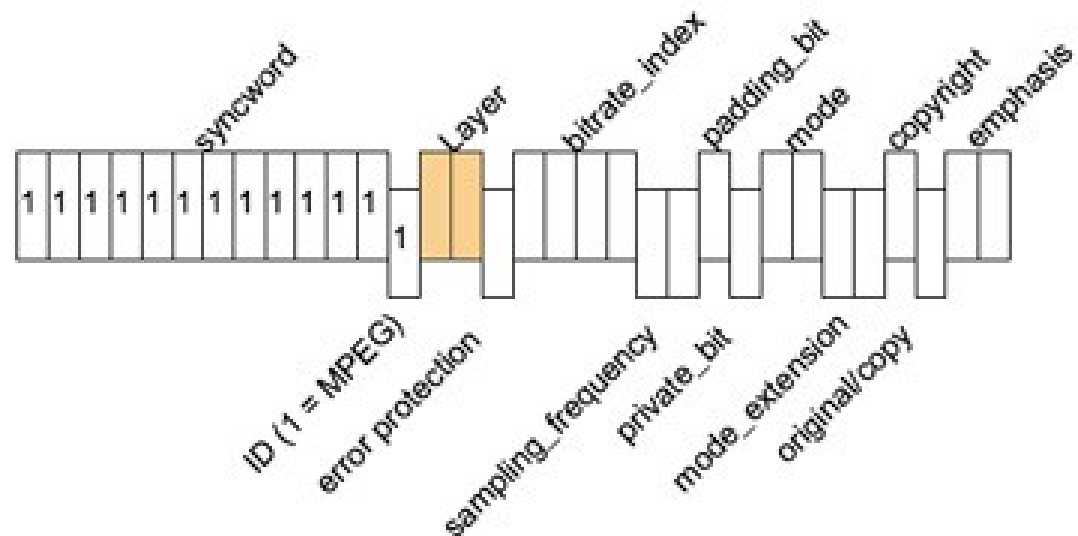 syncword
Layer
bitrate_index
padding_bit
mode
copyright
emphasis
1 1 1 1 1 1 1 1 1 1 1 1
1
ID (1 = MPEG)
error protection
sampling_frequency
private_bit
mode_extension
original/copy